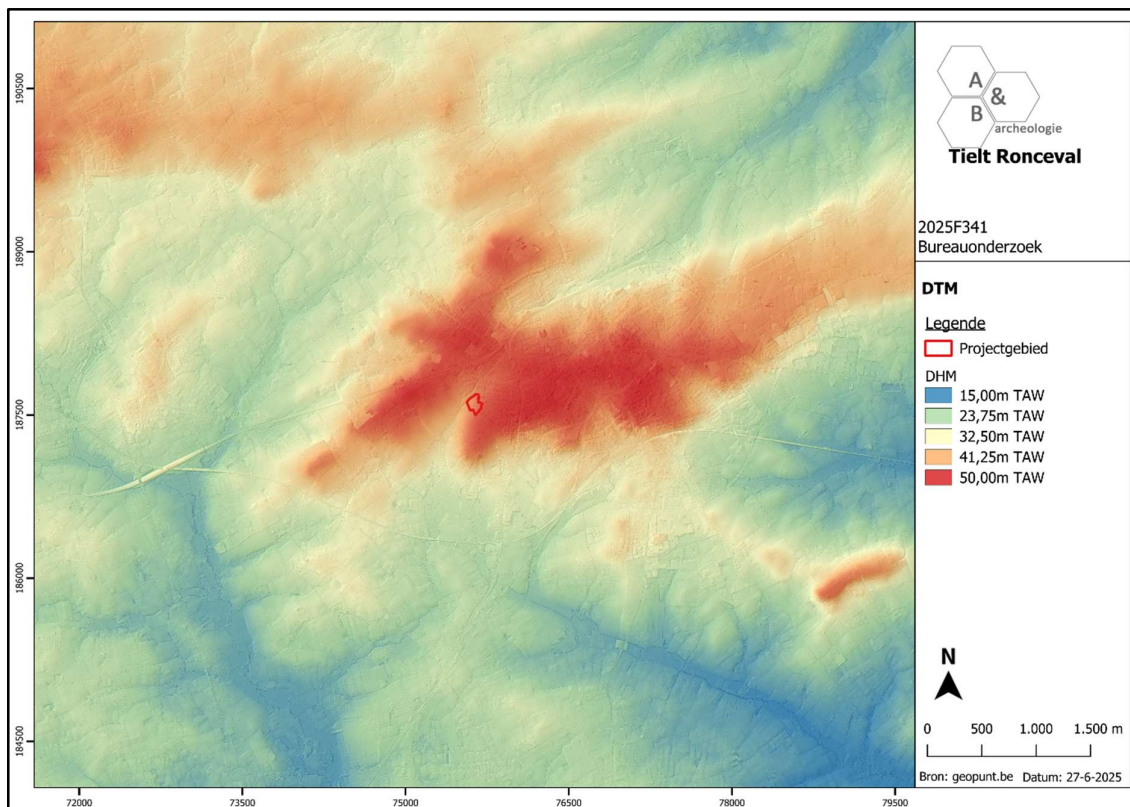 A
&
B
archeologie
Tielt Ronceval
2025F341
Bureauonderzoek
DTM
Legende
Projectgebied
DHM
15,00m TAW
23,75m TAW
32,50m TAW
41,25m TAW
50,00m TAW
N
0 500 1.000 1.500 m
Bron: geopunt.be Datum: 27-6-2025
190500
189000
187500
186000
184500
72000 73500 75000 76500 78000 79500